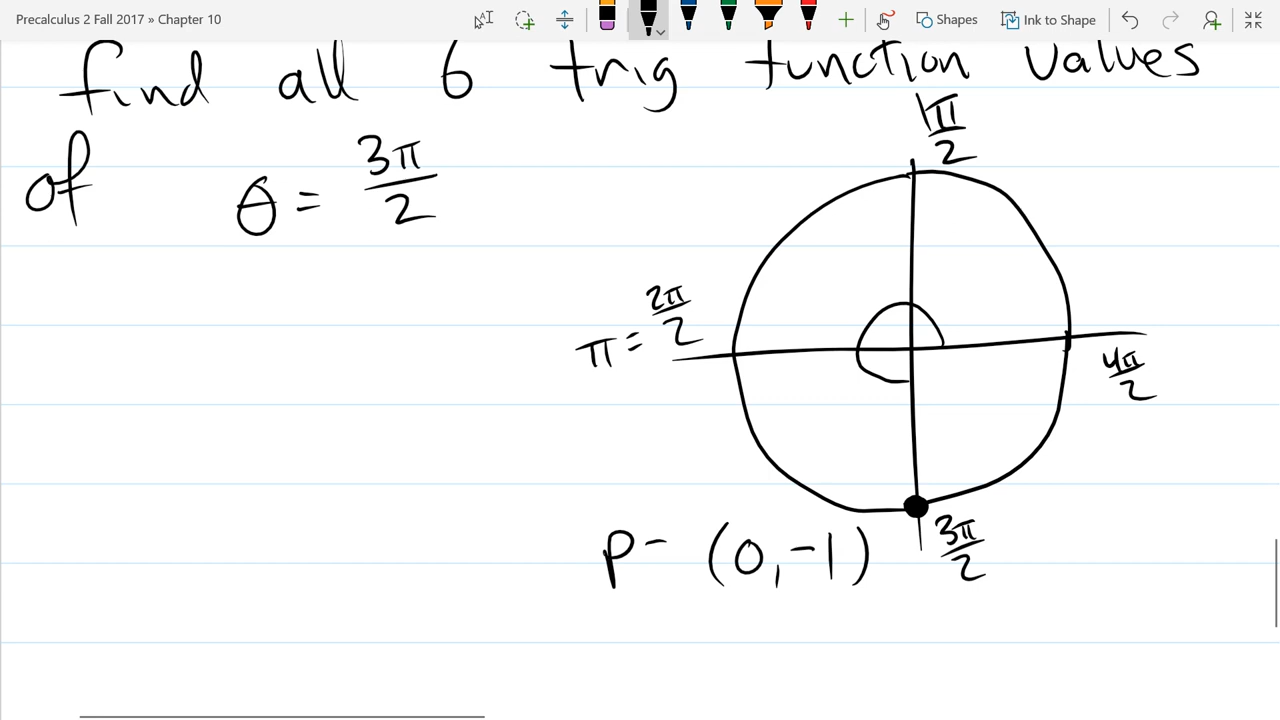 Precalculus 2 Fall 2017 » Chapter 10
Shapes
Ink to Shape
find all 6 trig function values
of θ = 3π/2
1π/2
π = 2π/2
4π/2
3π/2
P = (0, -1)